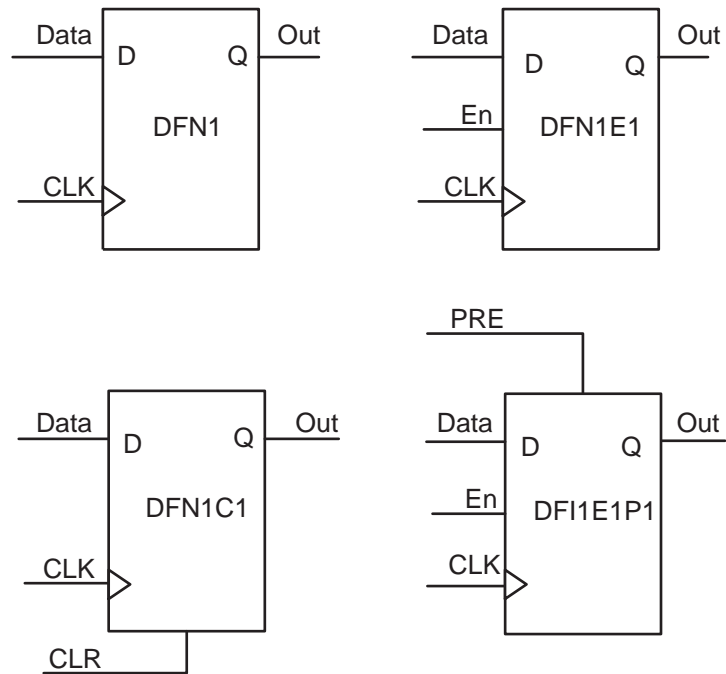 Data Out
D Q
DFN1
CLK
Data Out
D Q
En DFN1E1
CLK
Data Out
D Q
DFN1C1
CLK
CLR
PRE
Data Out
D Q
En DFI1E1P1
CLK